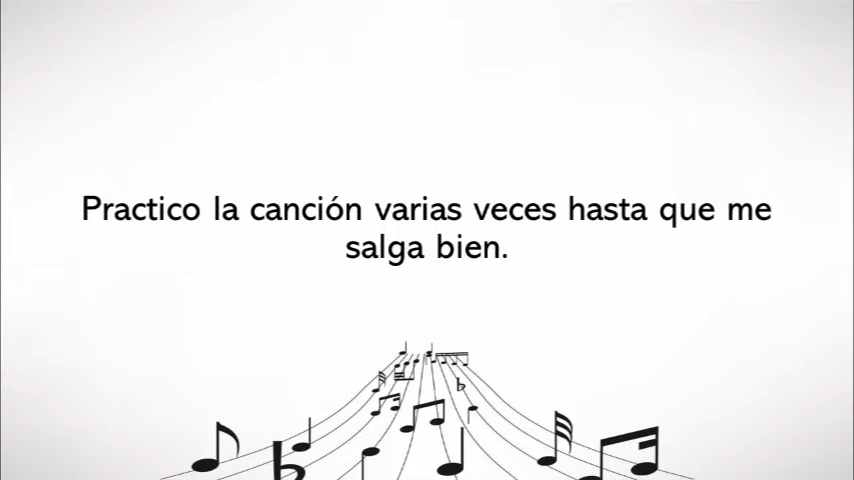 Practico la canción varias veces hasta que me
salga bien.